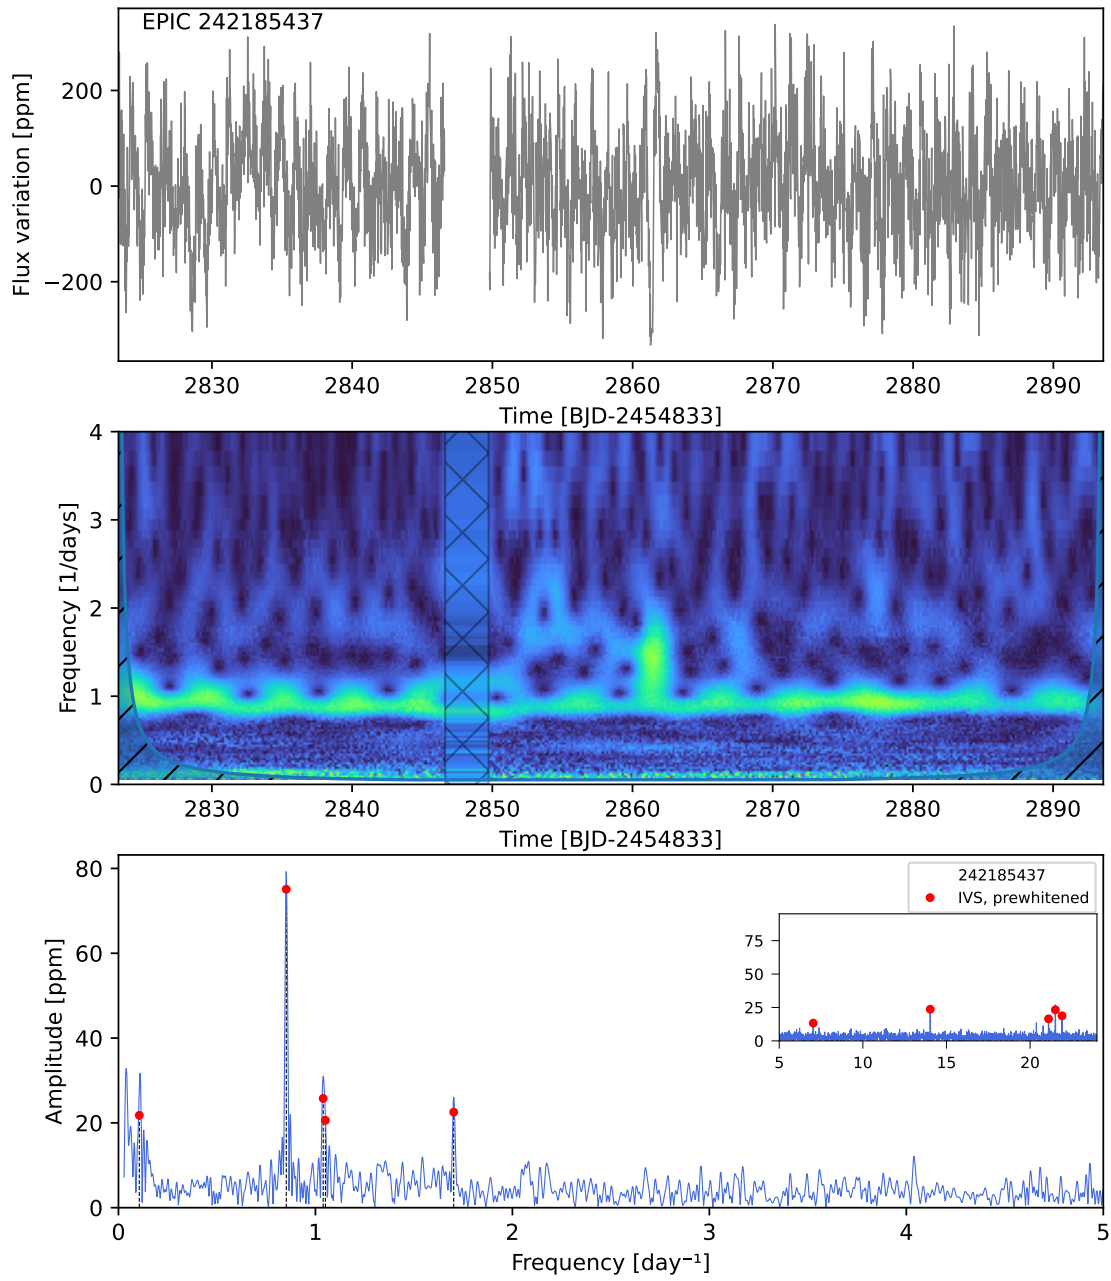 EPIC 242185437
200
0
−200
Flux variation [ppm]
2830 2840 2850 2860 2870 2880 2890
Time [BJD-2454833]
4
3
2
1
0
Frequency [1/days]
2830 2840 2850 2860 2870 2880 2890
Time [BJD-2454833]
80
60
40
20
0
Amplitude [ppm]
242185437
IVS, prewhitened
75
50
25
0
5 10 15 20
0 1 2 3 4 5
Frequency [day⁻¹]